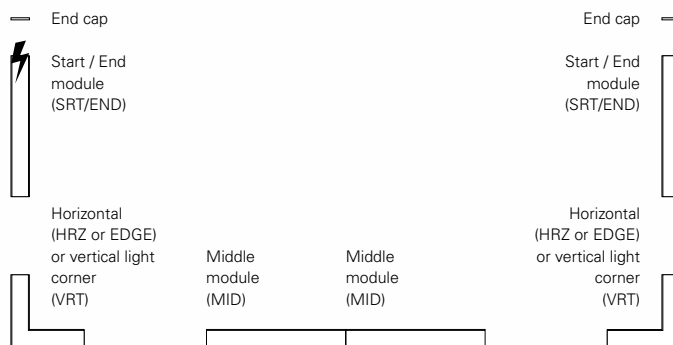 End cap
End cap
Start / End
module
(SRT/END)
Start / End
module
(SRT/END)
Horizontal
(HRZ or EDGE)
or vertical light
corner
(VRT)
Middle
module
(MID)
Middle
module
(MID)
Horizontal
(HRZ or EDGE)
or vertical light
corner
(VRT)